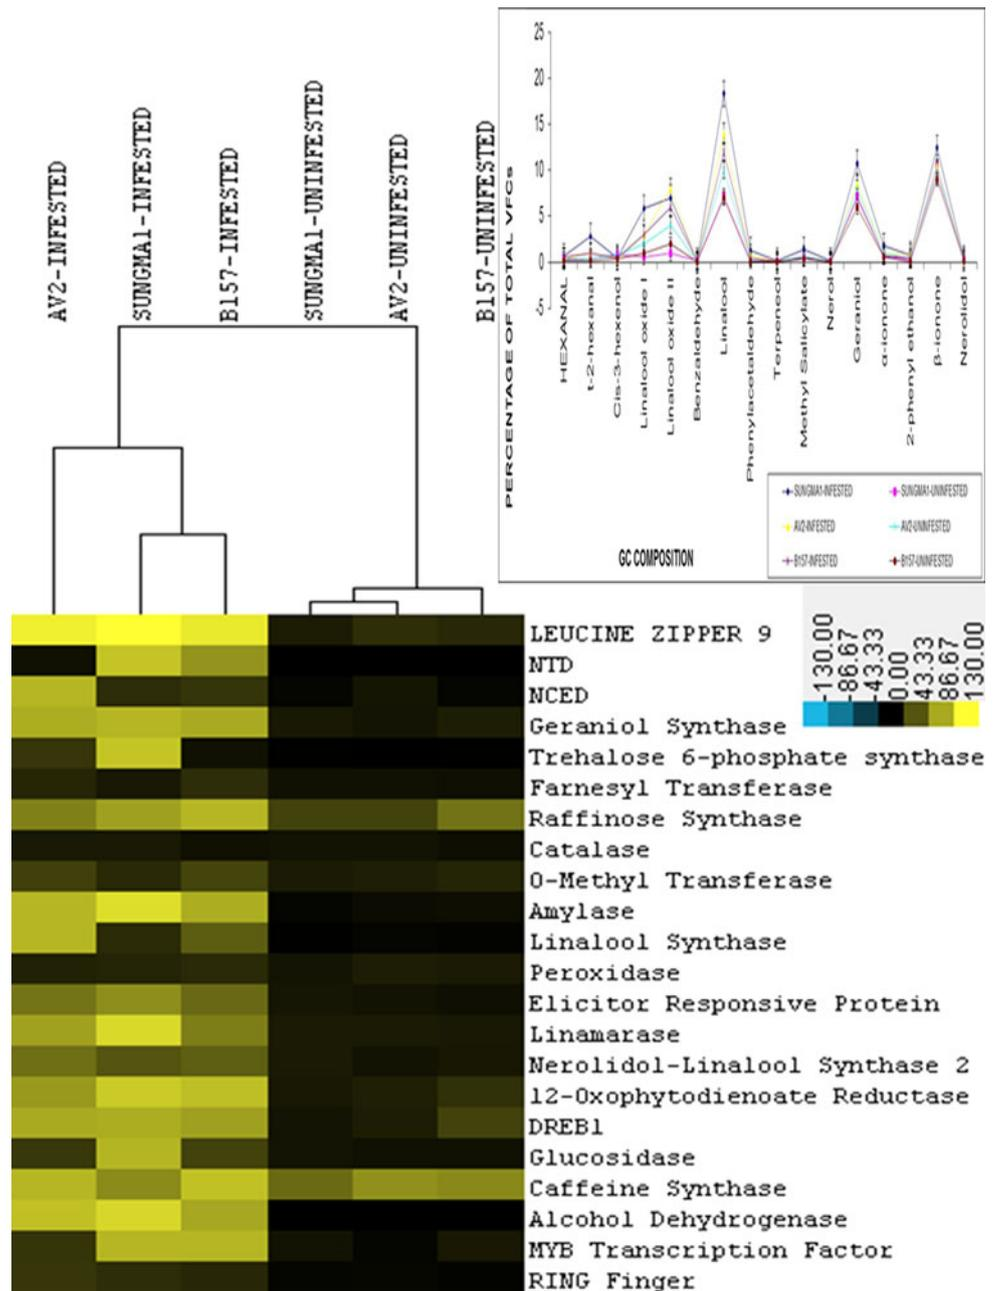 AV2-INFESTED
SUNGMA1-INFESTED
B157-INFESTED
SUNGMA1-UNINFESTED
AV2-UNINFESTED
B157-UNINFESTED
PERCENTAGE OF TOTAL VFCs
25
20
15
10
5
0
-5
HEXANAL
t-2-hexanal
Cis-3-hexenol
Linalool oxide I
Linalool oxide II
Benzaldehyde
Linalool
Phenylacetaldehyde
Terpeneol
Methyl Salicylate
Nerol
Geraniol
α-ionone
2-phenyl ethanol
β-ionone
Nerolidol
GC COMPOSITION
SUNGMA1-INFESTED
SUNGMA1-UNINFESTED
AV2-INFESTED
AV2-UNINFESTED
B157-INFESTED
B157-UNINFESTED
-130.00
-86.67
-43.33
0.00
43.33
86.67
130.00
LEUCINE ZIPPER 9
NTD
NCED
Geraniol Synthase
Trehalose 6-phosphate synthase
Farnesyl Transferase
Raffinose Synthase
Catalase
O-Methyl Transferase
Amylase
Linalool Synthase
Peroxidase
Elicitor Responsive Protein
Linamarase
Nerolidol-Linalool Synthase 2
12-Oxophytodienoate Reductase
DREB1
Glucosidase
Caffeine Synthase
Alcohol Dehydrogenase
MYB Transcription Factor
RING Finger